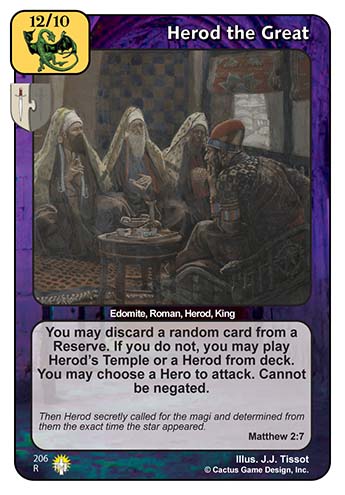 12/10
Herod the Great
Edomite, Roman, Herod, King
You may discard a random card from a
Reserve. If you do not, you may play
Herod's Temple or a Herod from deck.
You may choose a Hero to attack. Cannot
be negated.
Then Herod secretly called for the magi and determined from
them the exact time the star appeared.
Matthew 2:7
206
R
Illus. J.J. Tissot
© Cactus Game Design, Inc.